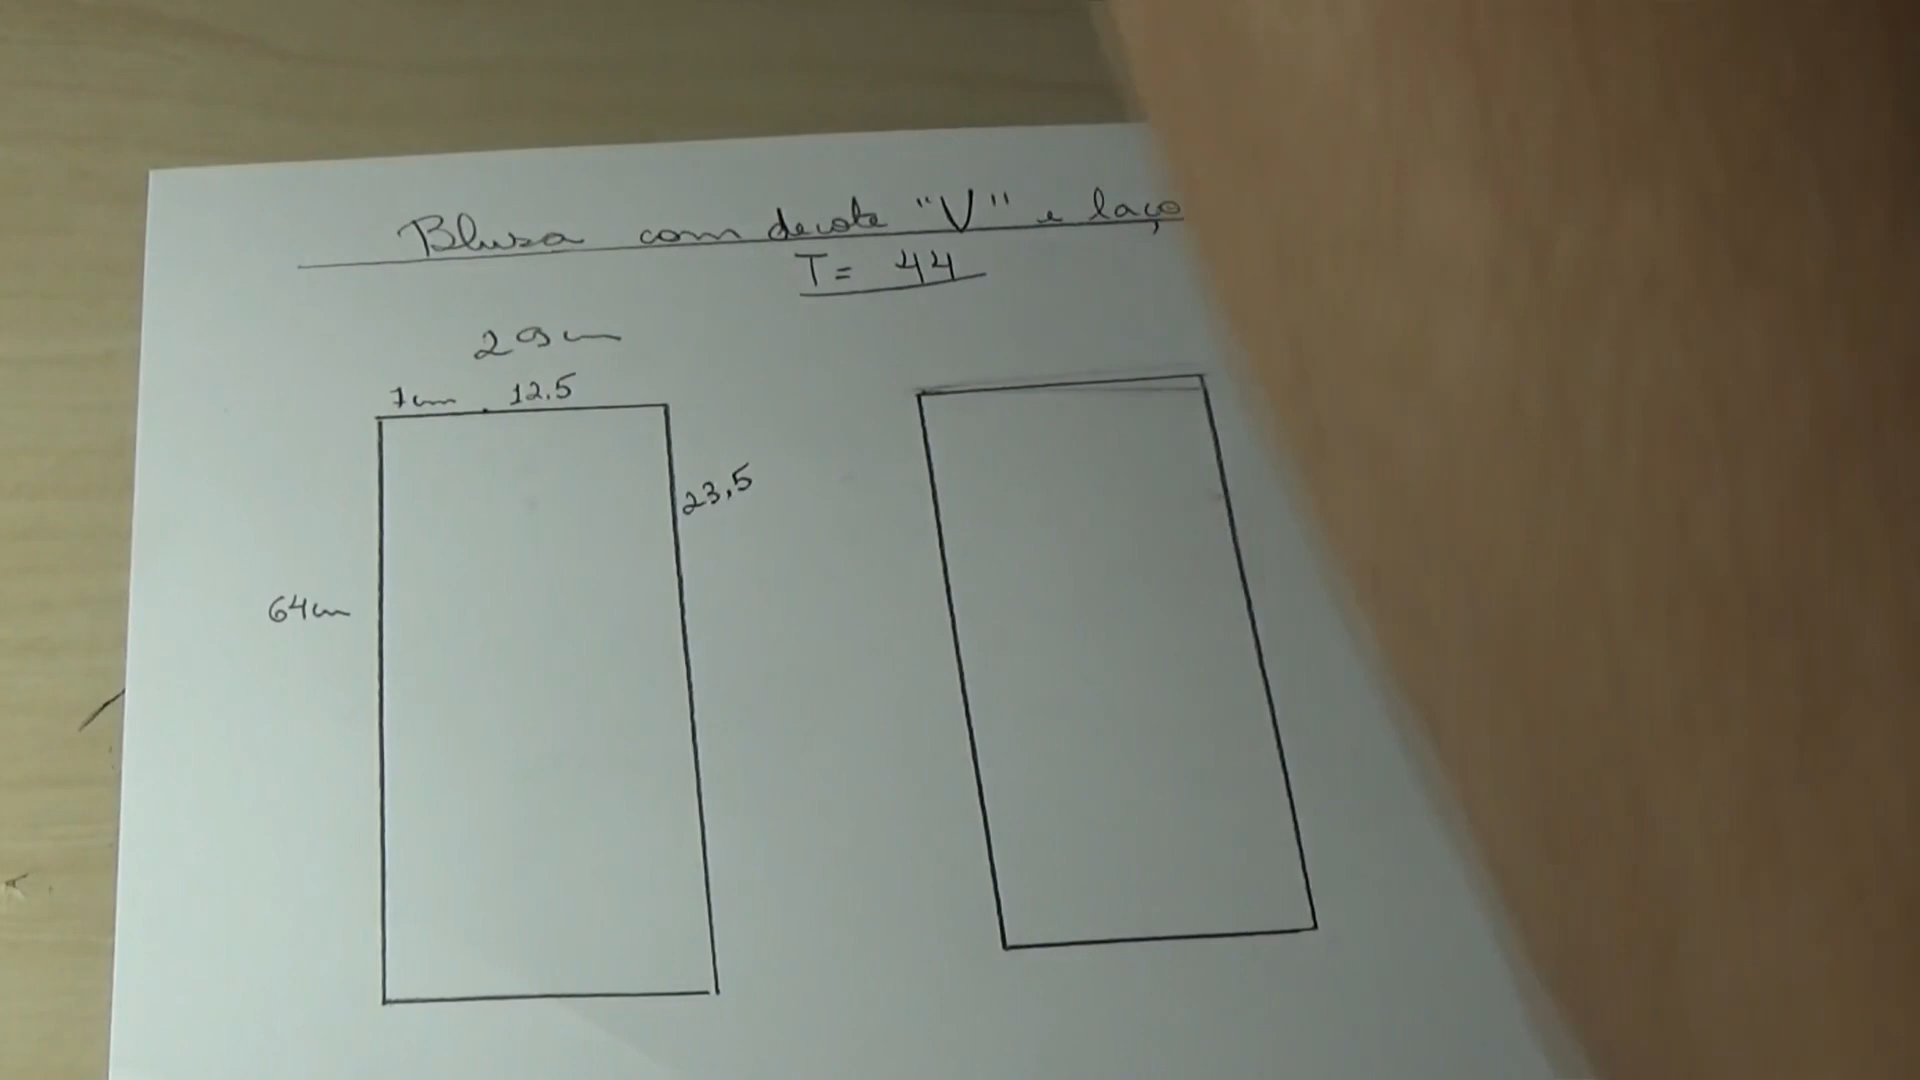 Blusa com decote "V" e laço
T= 44
29cm
7cm . 12.5
23,5
64cm